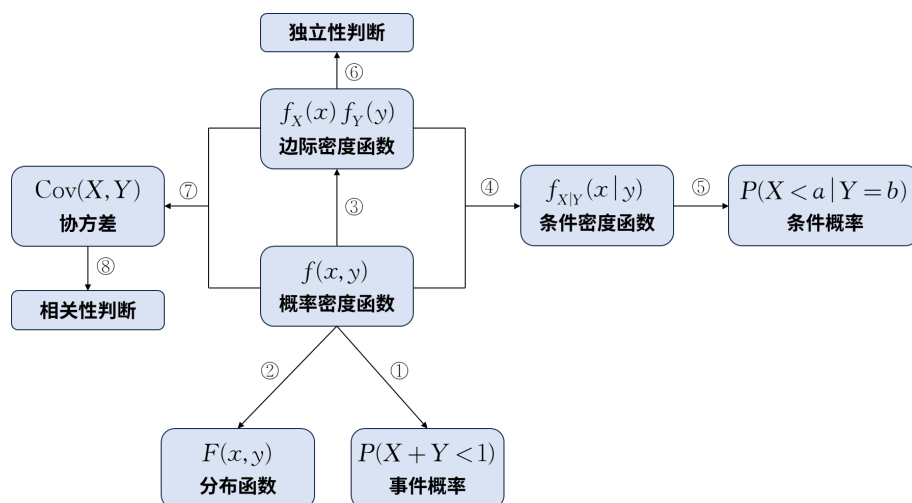 独立性判断
⑥
f_X(x) f_Y(y)
边际密度函数
Cov(X, Y)
协方差
⑦
③
④
f_{X|Y}(x | y)
条件密度函数
⑤
P(X < a | Y = b)
条件概率
⑧
相关性判断
f(x, y)
概率密度函数
②
①
F(x, y)
分布函数
P(X + Y < 1)
事件概率